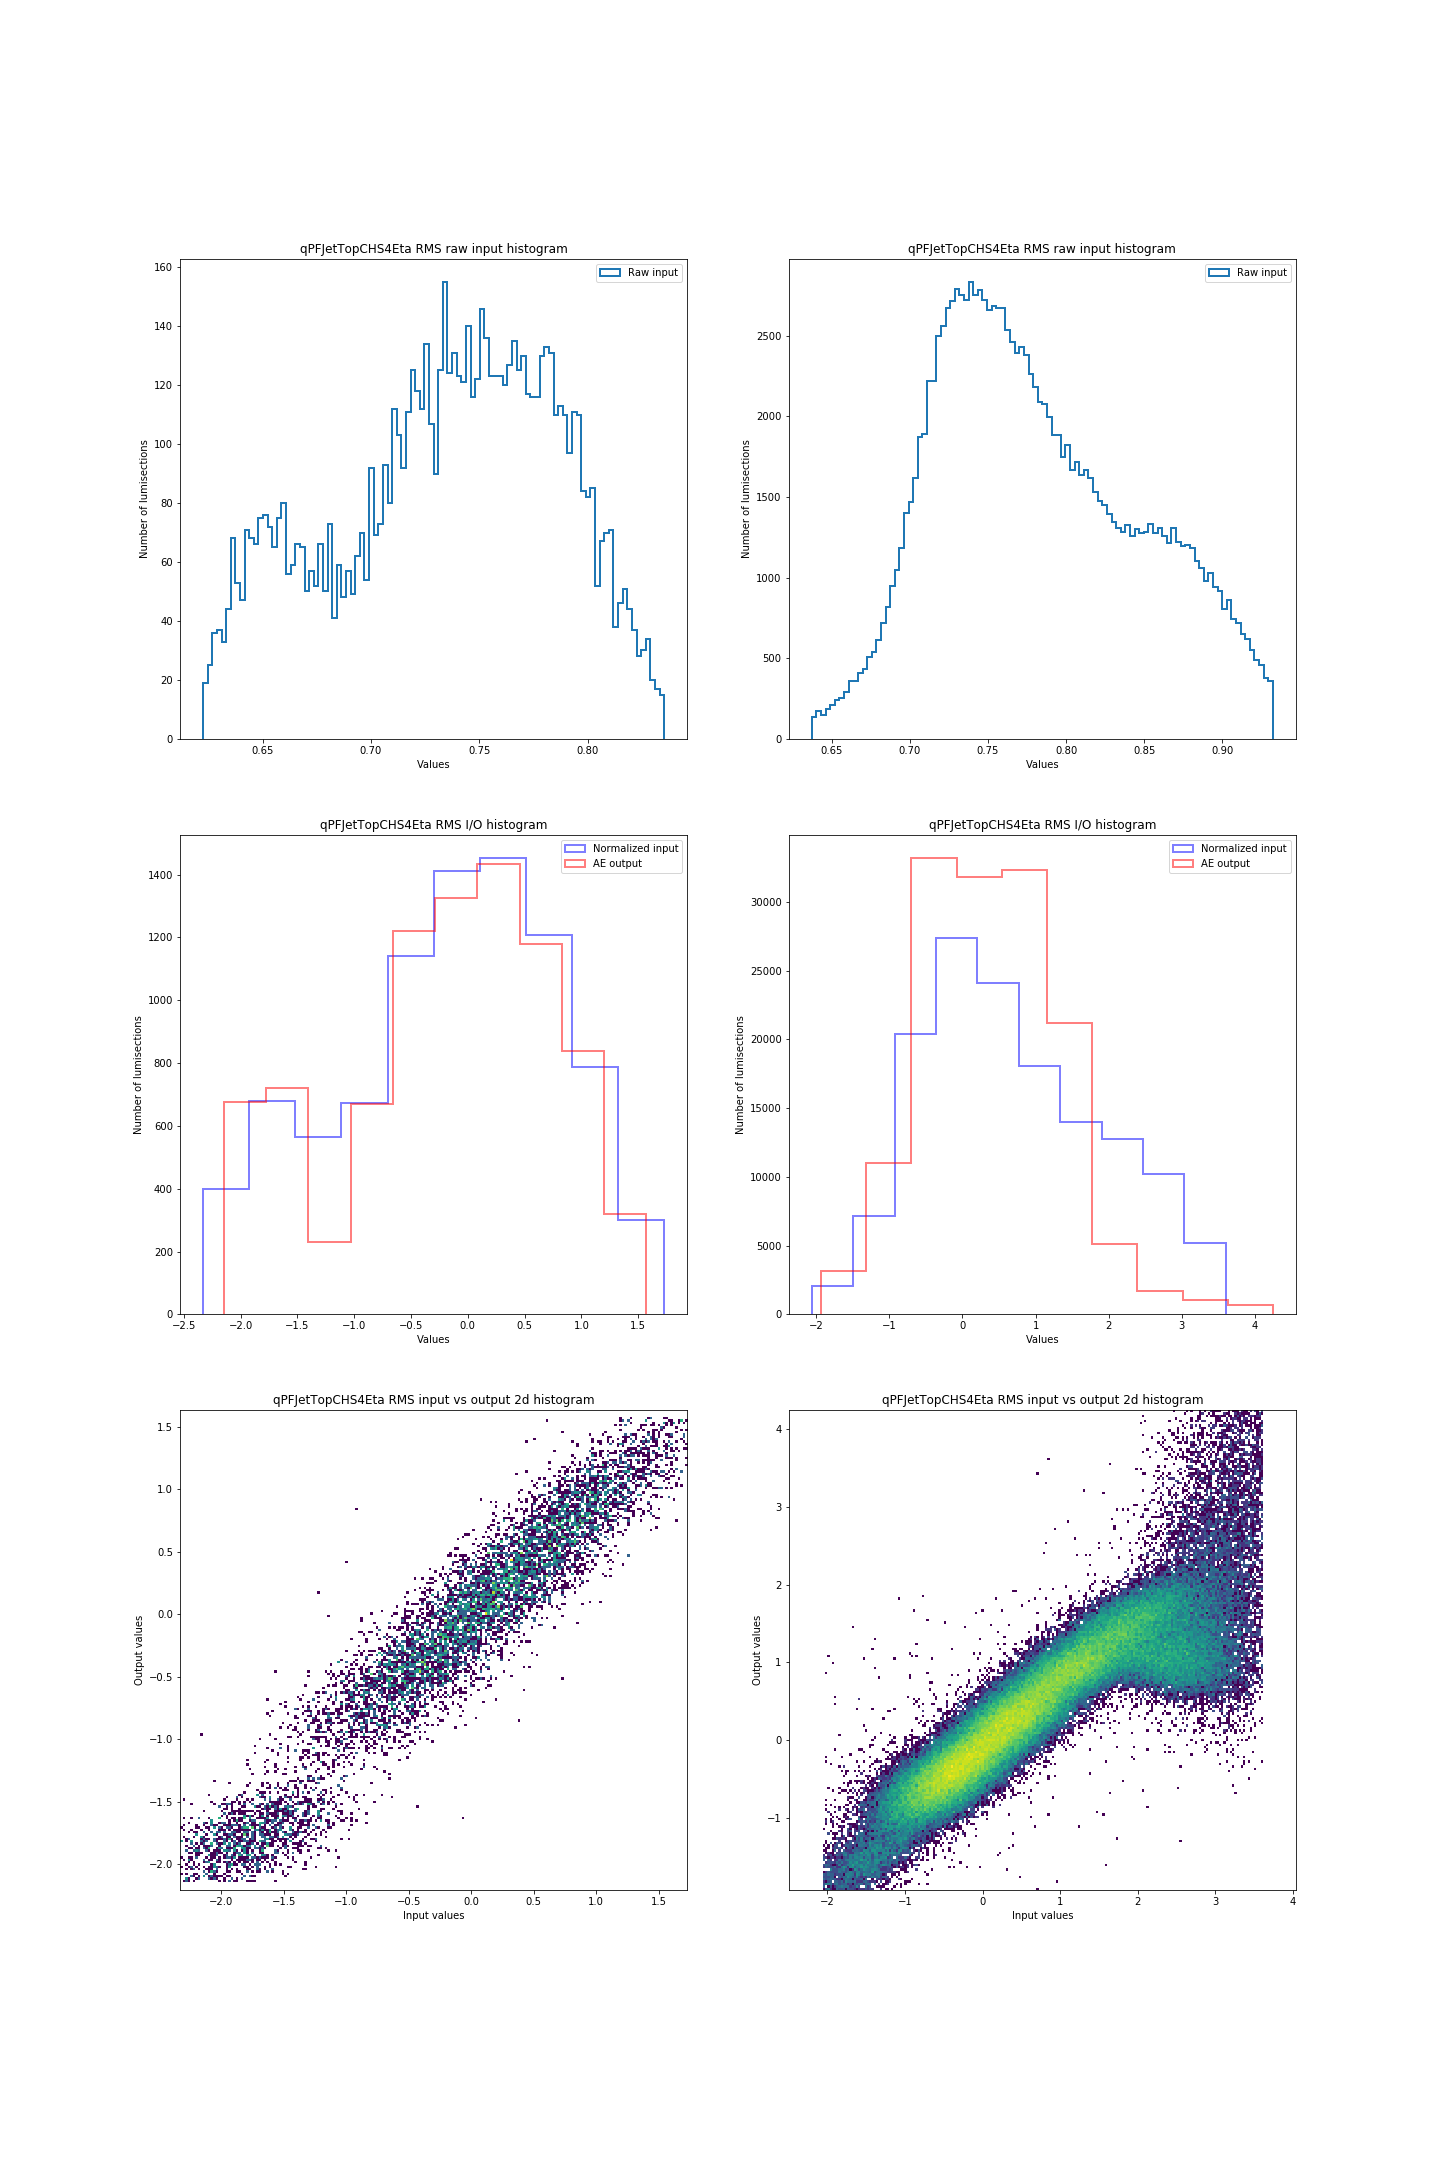 qPFJetTopCHS4Eta RMS raw input histogram
Raw input
Number of lumisections
160
140
120
100
80
60
40
20
0
0.65 0.70 0.75 0.80
Values
qPFJetTopCHS4Eta RMS raw input histogram
Raw input
Number of lumisections
2500
2000
1500
1000
500
0
0.65 0.70 0.75 0.80 0.85 0.90
Values
qPFJetTopCHS4Eta RMS I/O histogram
Normalized input
AE output
Number of lumisections
1400
1200
1000
800
600
400
200
0
−2.5 −2.0 −1.5 −1.0 −0.5 0.0 0.5 1.0 1.5
Values
qPFJetTopCHS4Eta RMS I/O histogram
Normalized input
AE output
Number of lumisections
30000
25000
20000
15000
10000
5000
0
−2 −1 0 1 2 3 4
Values
qPFJetTopCHS4Eta RMS input vs output 2d histogram
Output values
1.5
1.0
0.5
0.0
−0.5
−1.0
−1.5
−2.0
−2.0 −1.5 −1.0 −0.5 0.0 0.5 1.0 1.5
Input values
qPFJetTopCHS4Eta RMS input vs output 2d histogram
Output values
4
3
2
1
0
−1
−2 −1 0 1 2 3 4
Input values